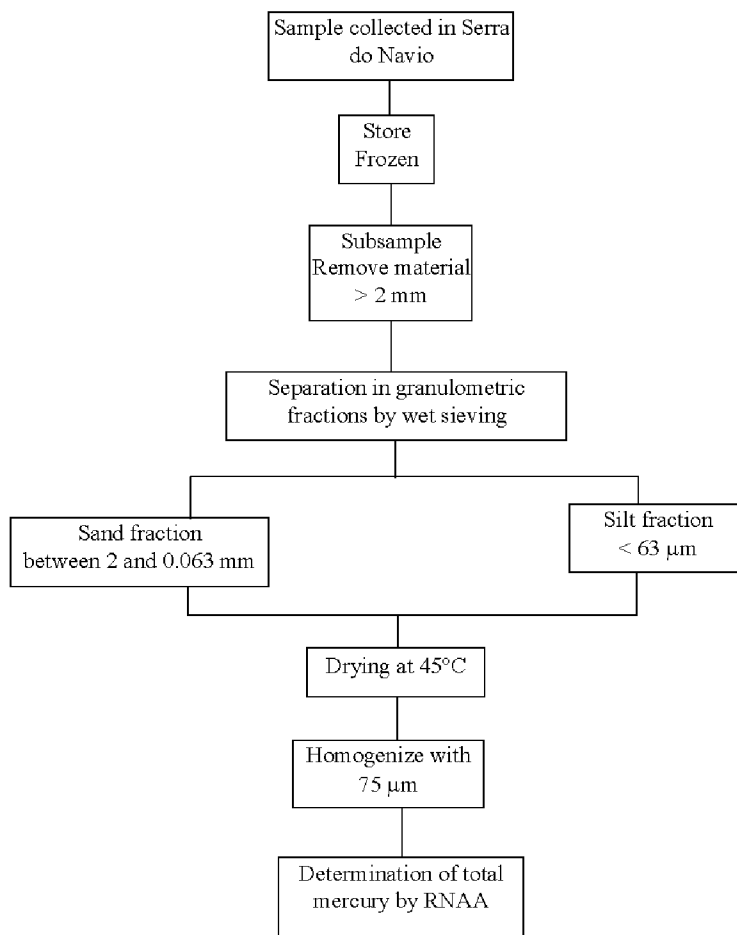 Sample collected in Serra
do Navio
Store
Frozen
Subsample
Remove material
> 2 mm
Separation in granulometric
fractions by wet sieving
Sand fraction
between 2 and 0.063 mm
Silt fraction
< 63 μm
Drying at 45°C
Homogenize with
75 μm
Determination of total
mercury by RNAA